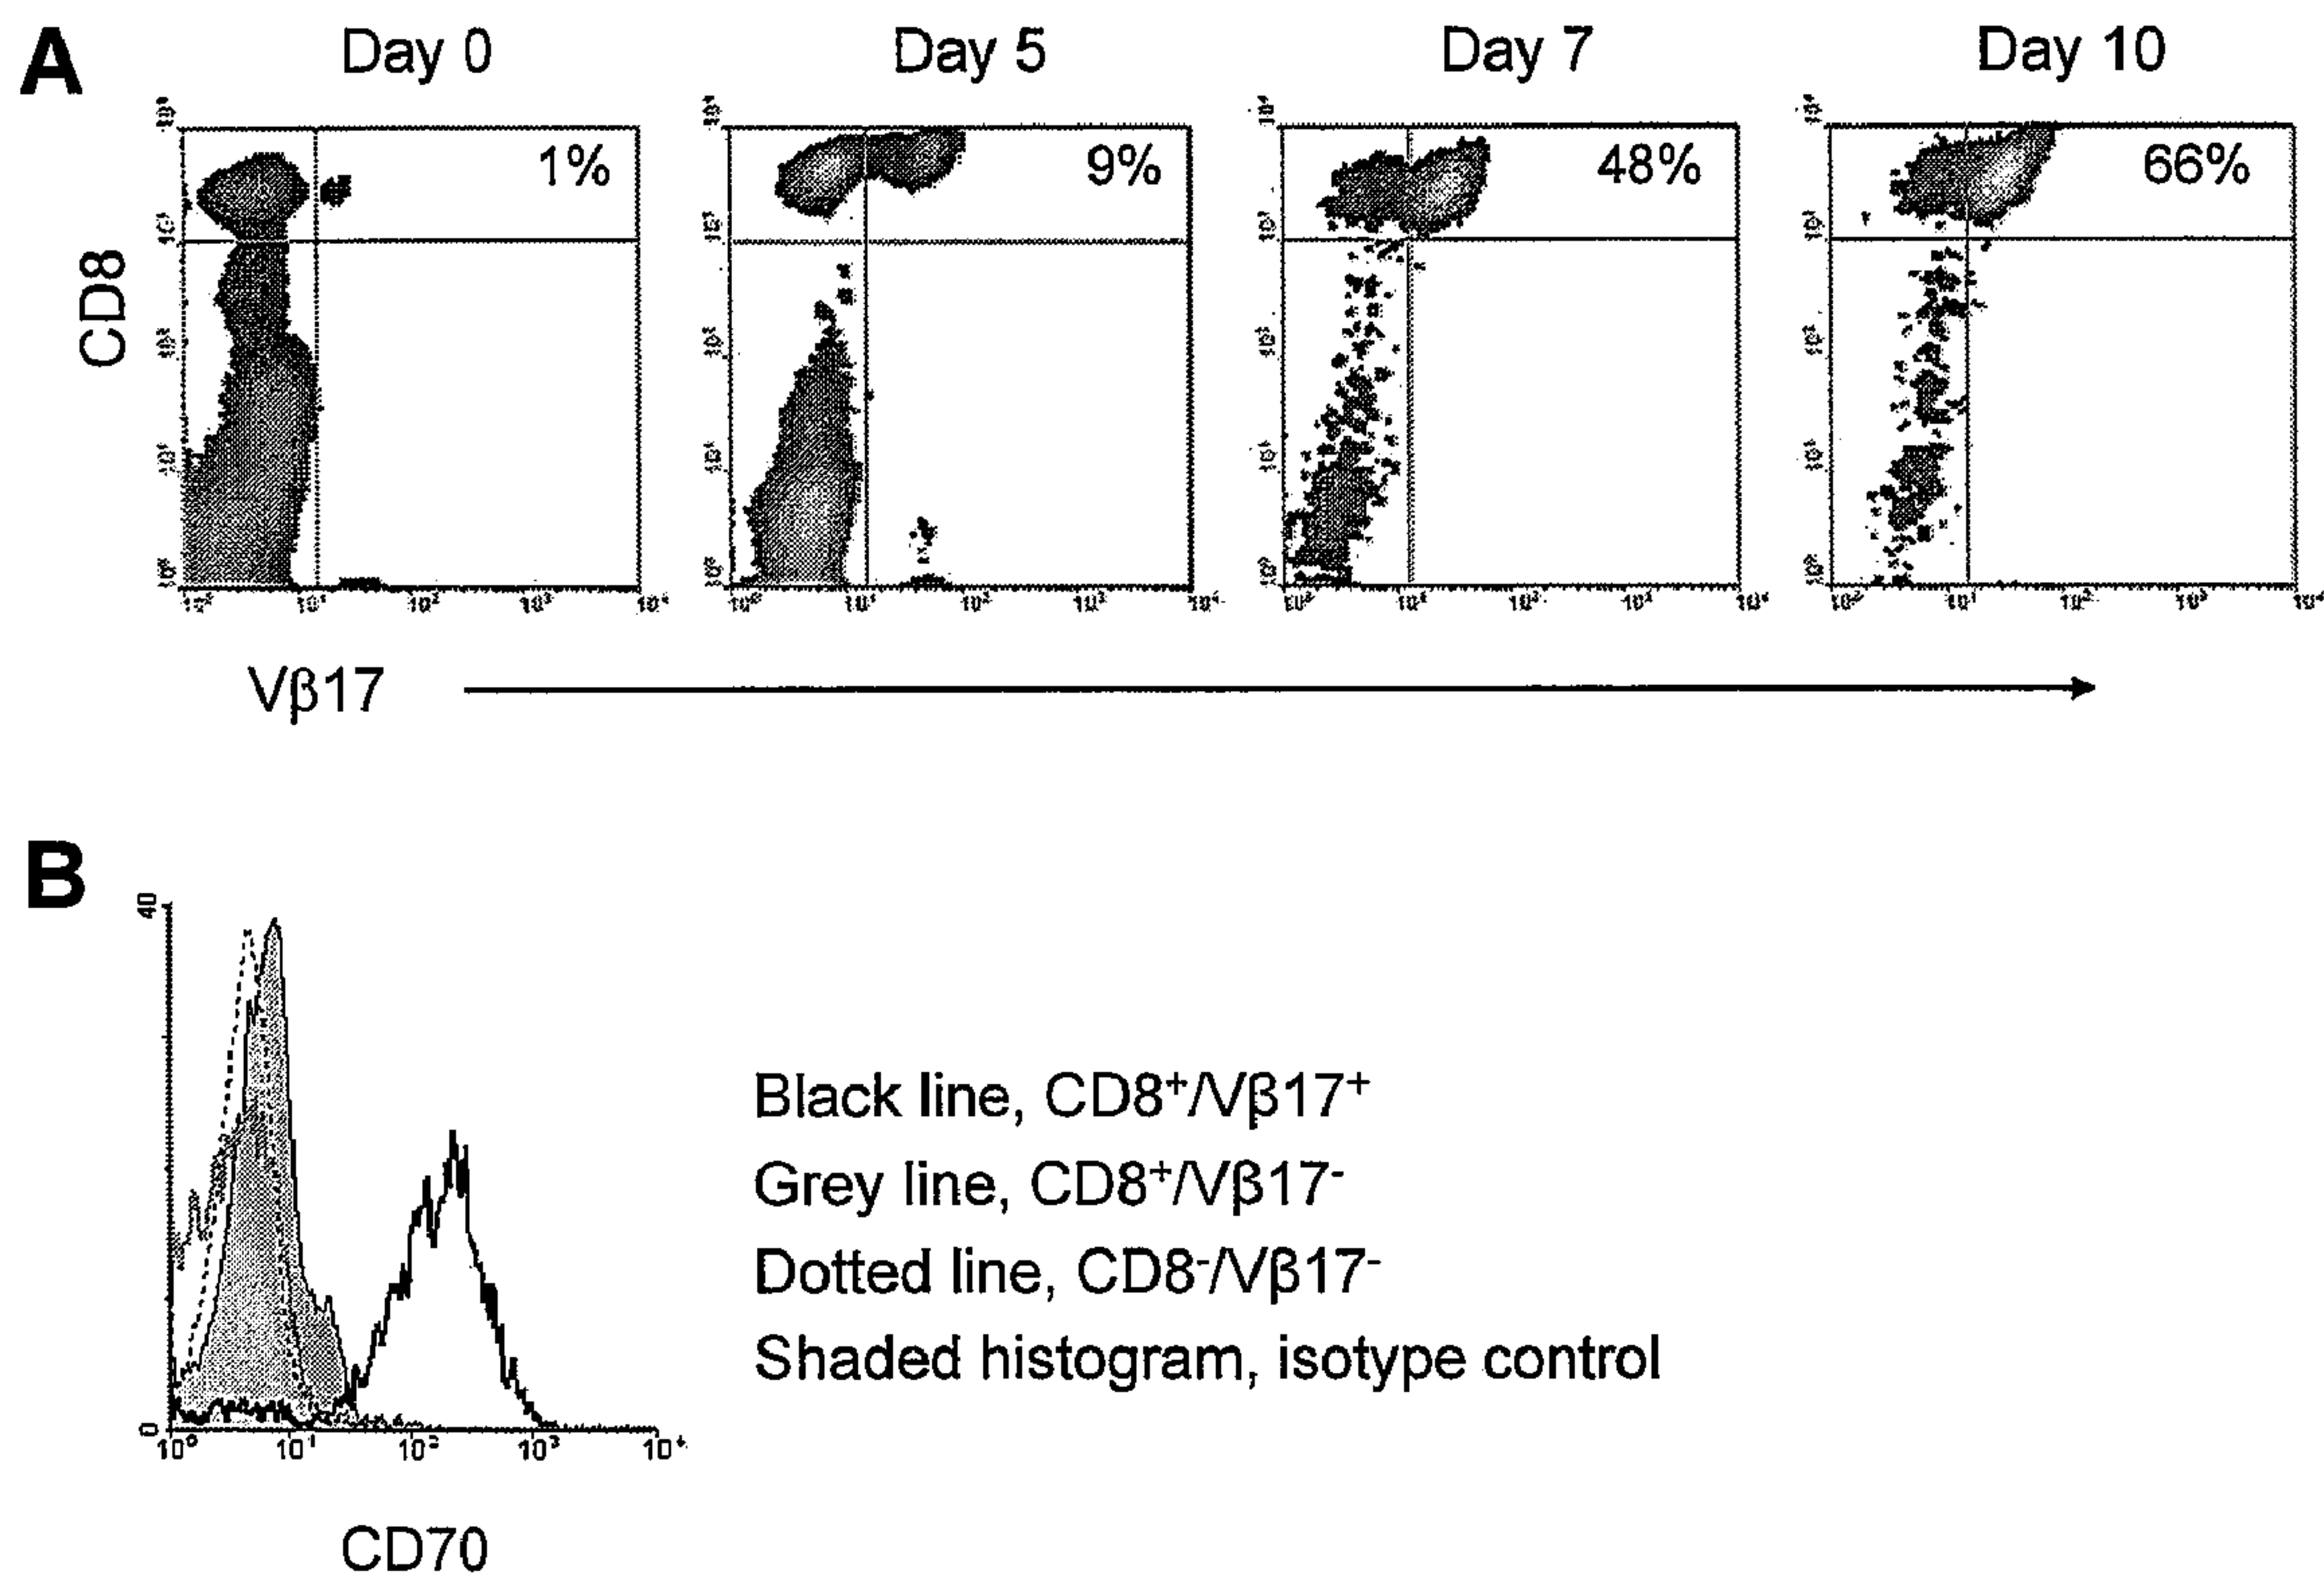 A
Day 0
Day 5
Day 7
Day 10
1%
9%
48%
66%
CD8
Vβ17
B
40
0
10⁰ 10¹ 10² 10³ 10⁴
CD70
Black line, CD8⁺/Vβ17⁺
Grey line, CD8⁺/Vβ17⁻
Dotted line, CD8⁻/Vβ17⁻
Shaded histogram, isotype control